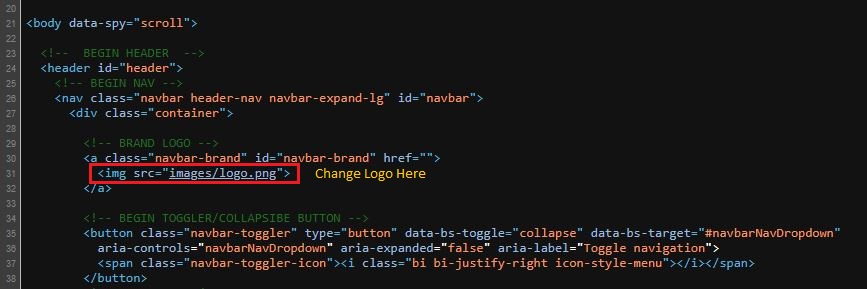 20
21 <body data-spy="scroll">
22
23 <!--  BEGIN HEADER  -->
24 <header id="header">
25 <!-- BEGIN NAV -->
26 <nav class="navbar header-nav navbar-expand-lg" id="navbar">
27 <div class="container">
28
29 <!-- BRAND LOGO -->
30 <a class="navbar-brand" id="navbar-brand" href="">
31 <img src="images/logo.png"> Change Logo Here
32 </a>
33
34 <!-- BEGIN TOGGLER/COLLAPSIBE BUTTON -->
35 <button class="navbar-toggler" type="button" data-bs-toggle="collapse" data-bs-target="#navbarNavDropdown"
36 aria-controls="navbarNavDropdown" aria-expanded="false" aria-label="Toggle navigation">
37 <span class="navbar-toggler-icon"><i class="bi bi-justify-right icon-style-menu"></i></span>
38 </button>